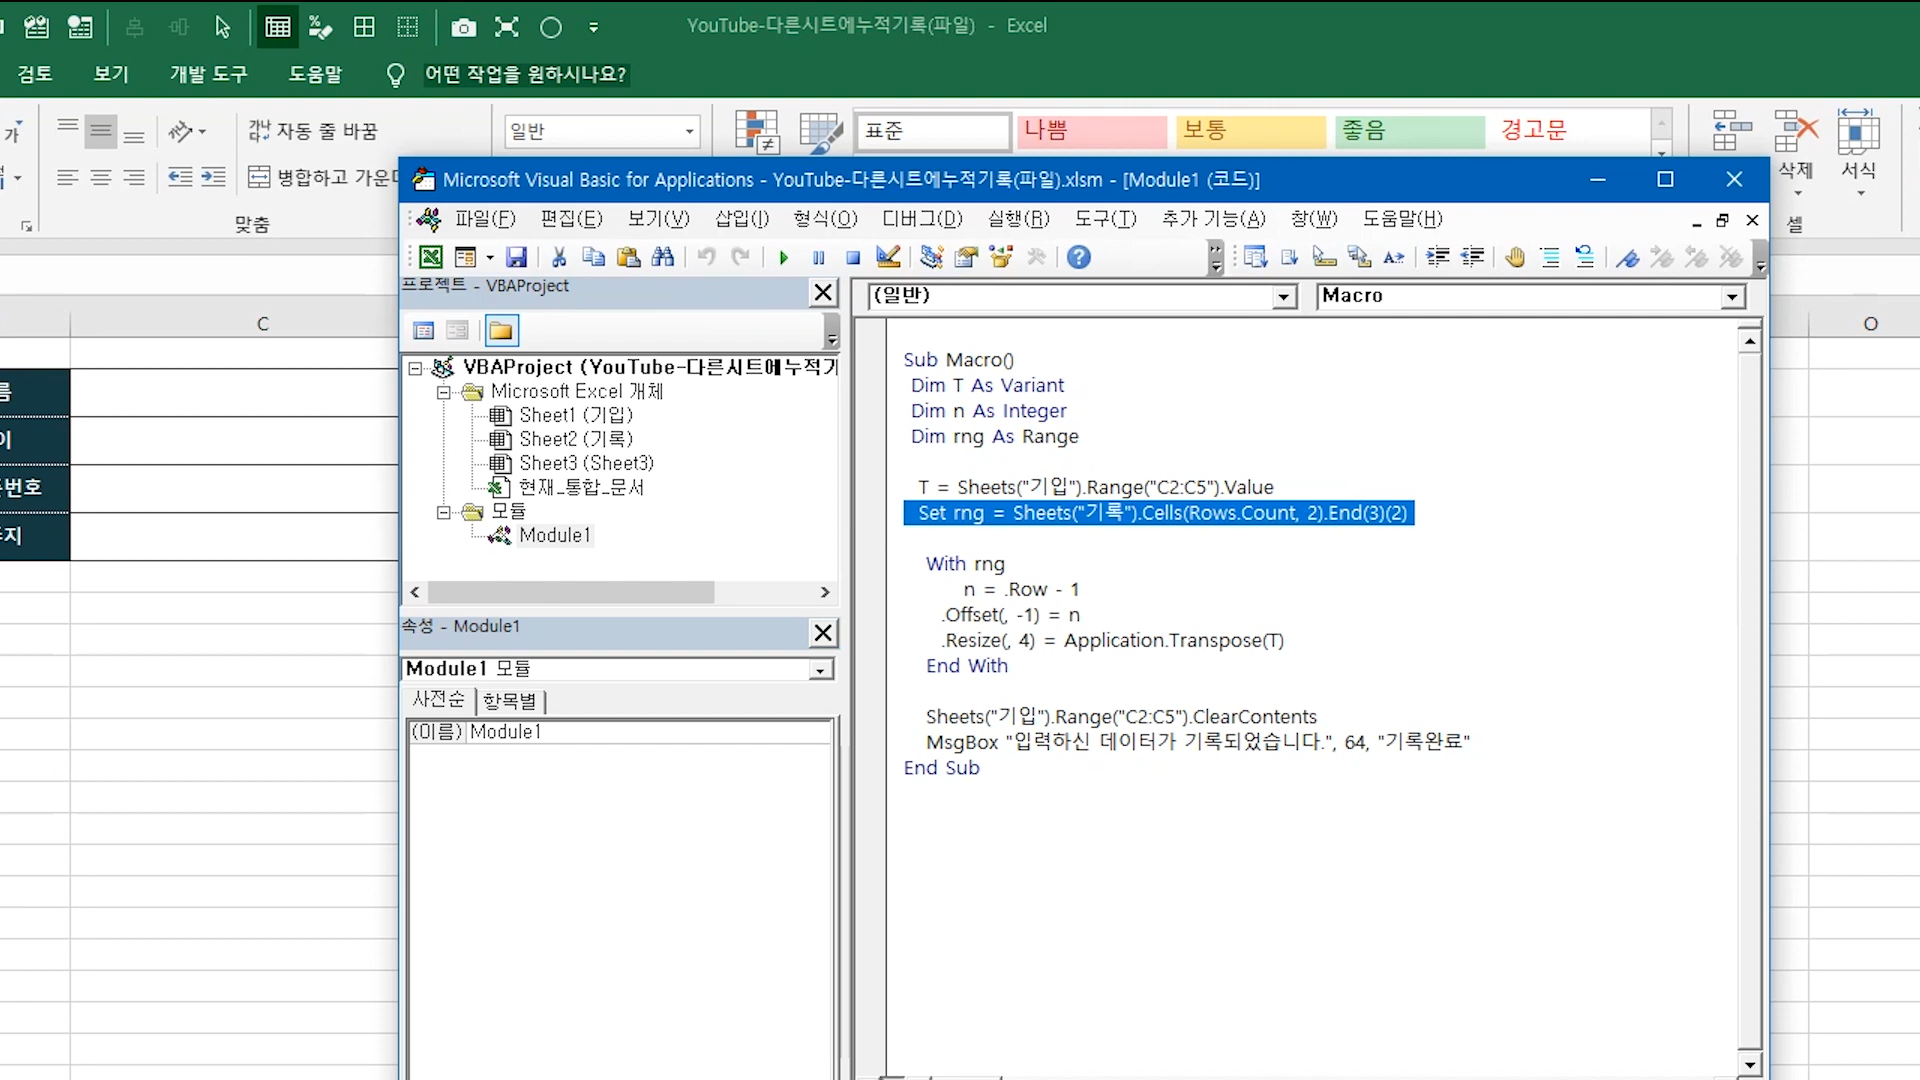 YouTube-다른시트에누적기록(파일) - Excel
검토 보기 개발 도구 도움말 어떤 작업을 원하시나요?
가 간나 자동 줄 바꿈 일반 표준 나쁨 보통 좋음 경고문
병합하고 가운데 삭제 서식
맞춤 셀
Microsoft Visual Basic for Applications - YouTube-다른시트에누적기록(파일).xlsm - [Module1 (코드)]
파일(F) 편집(E) 보기(V) 삽입(I) 형식(O) 디버그(D) 실행(R) 도구(T) 추가 기능(A) 창(W) 도움말(H)
프로젝트 - VBAProject
(일반) Macro
C O
VBAProject (YouTube-다른시트에누적기
Microsoft Excel 개체
Sheet1 (기입)
Sheet2 (기록)
Sheet3 (Sheet3)
현재_통합_문서
모듈
Module1
름
이
번호
지
속성 - Module1
Module1 모듈
사전순 항목별
(이름) Module1
Sub Macro()
Dim T As Variant
Dim n As Integer
Dim rng As Range
T = Sheets("기입").Range("C2:C5").Value
Set rng = Sheets("기록").Cells(Rows.Count, 2).End(3)(2)
With rng
n = .Row - 1
.Offset(, -1) = n
.Resize(, 4) = Application.Transpose(T)
End With
Sheets("기입").Range("C2:C5").ClearContents
MsgBox "입력하신 데이터가 기록되었습니다.", 64, "기록완료"
End Sub